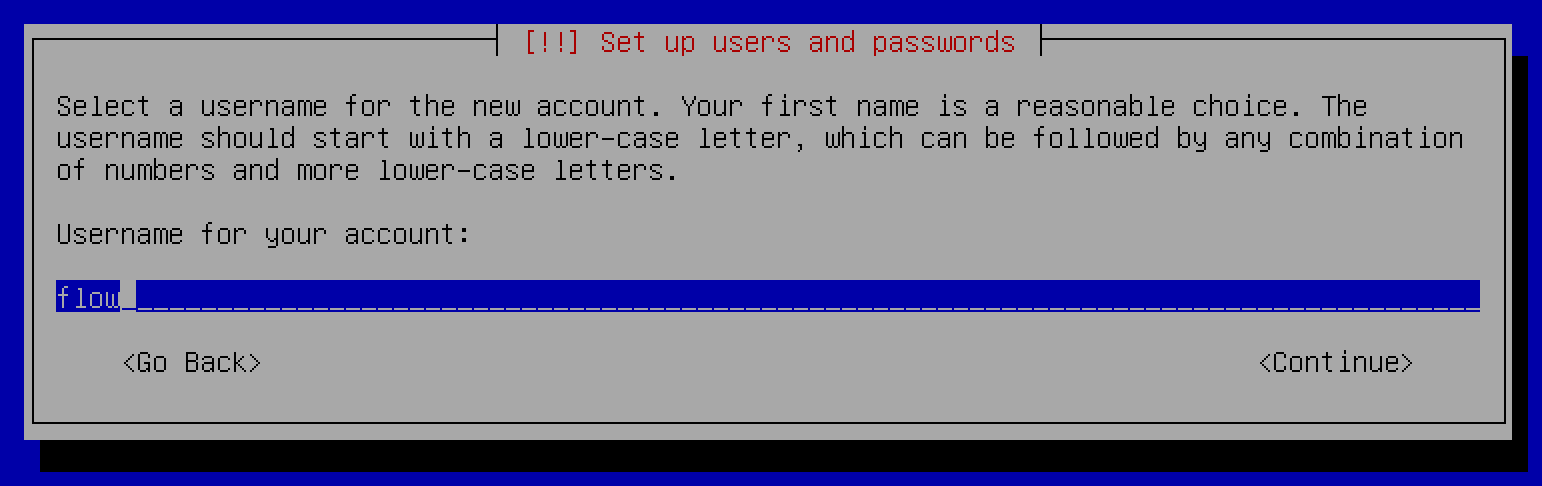 [!!] Set up users and passwords
Select a username for the new account. Your first name is a reasonable choice. The
username should start with a lower-case letter, which can be followed by any combination
of numbers and more lower-case letters.
Username for your account:
flow
<Go Back> <Continue>